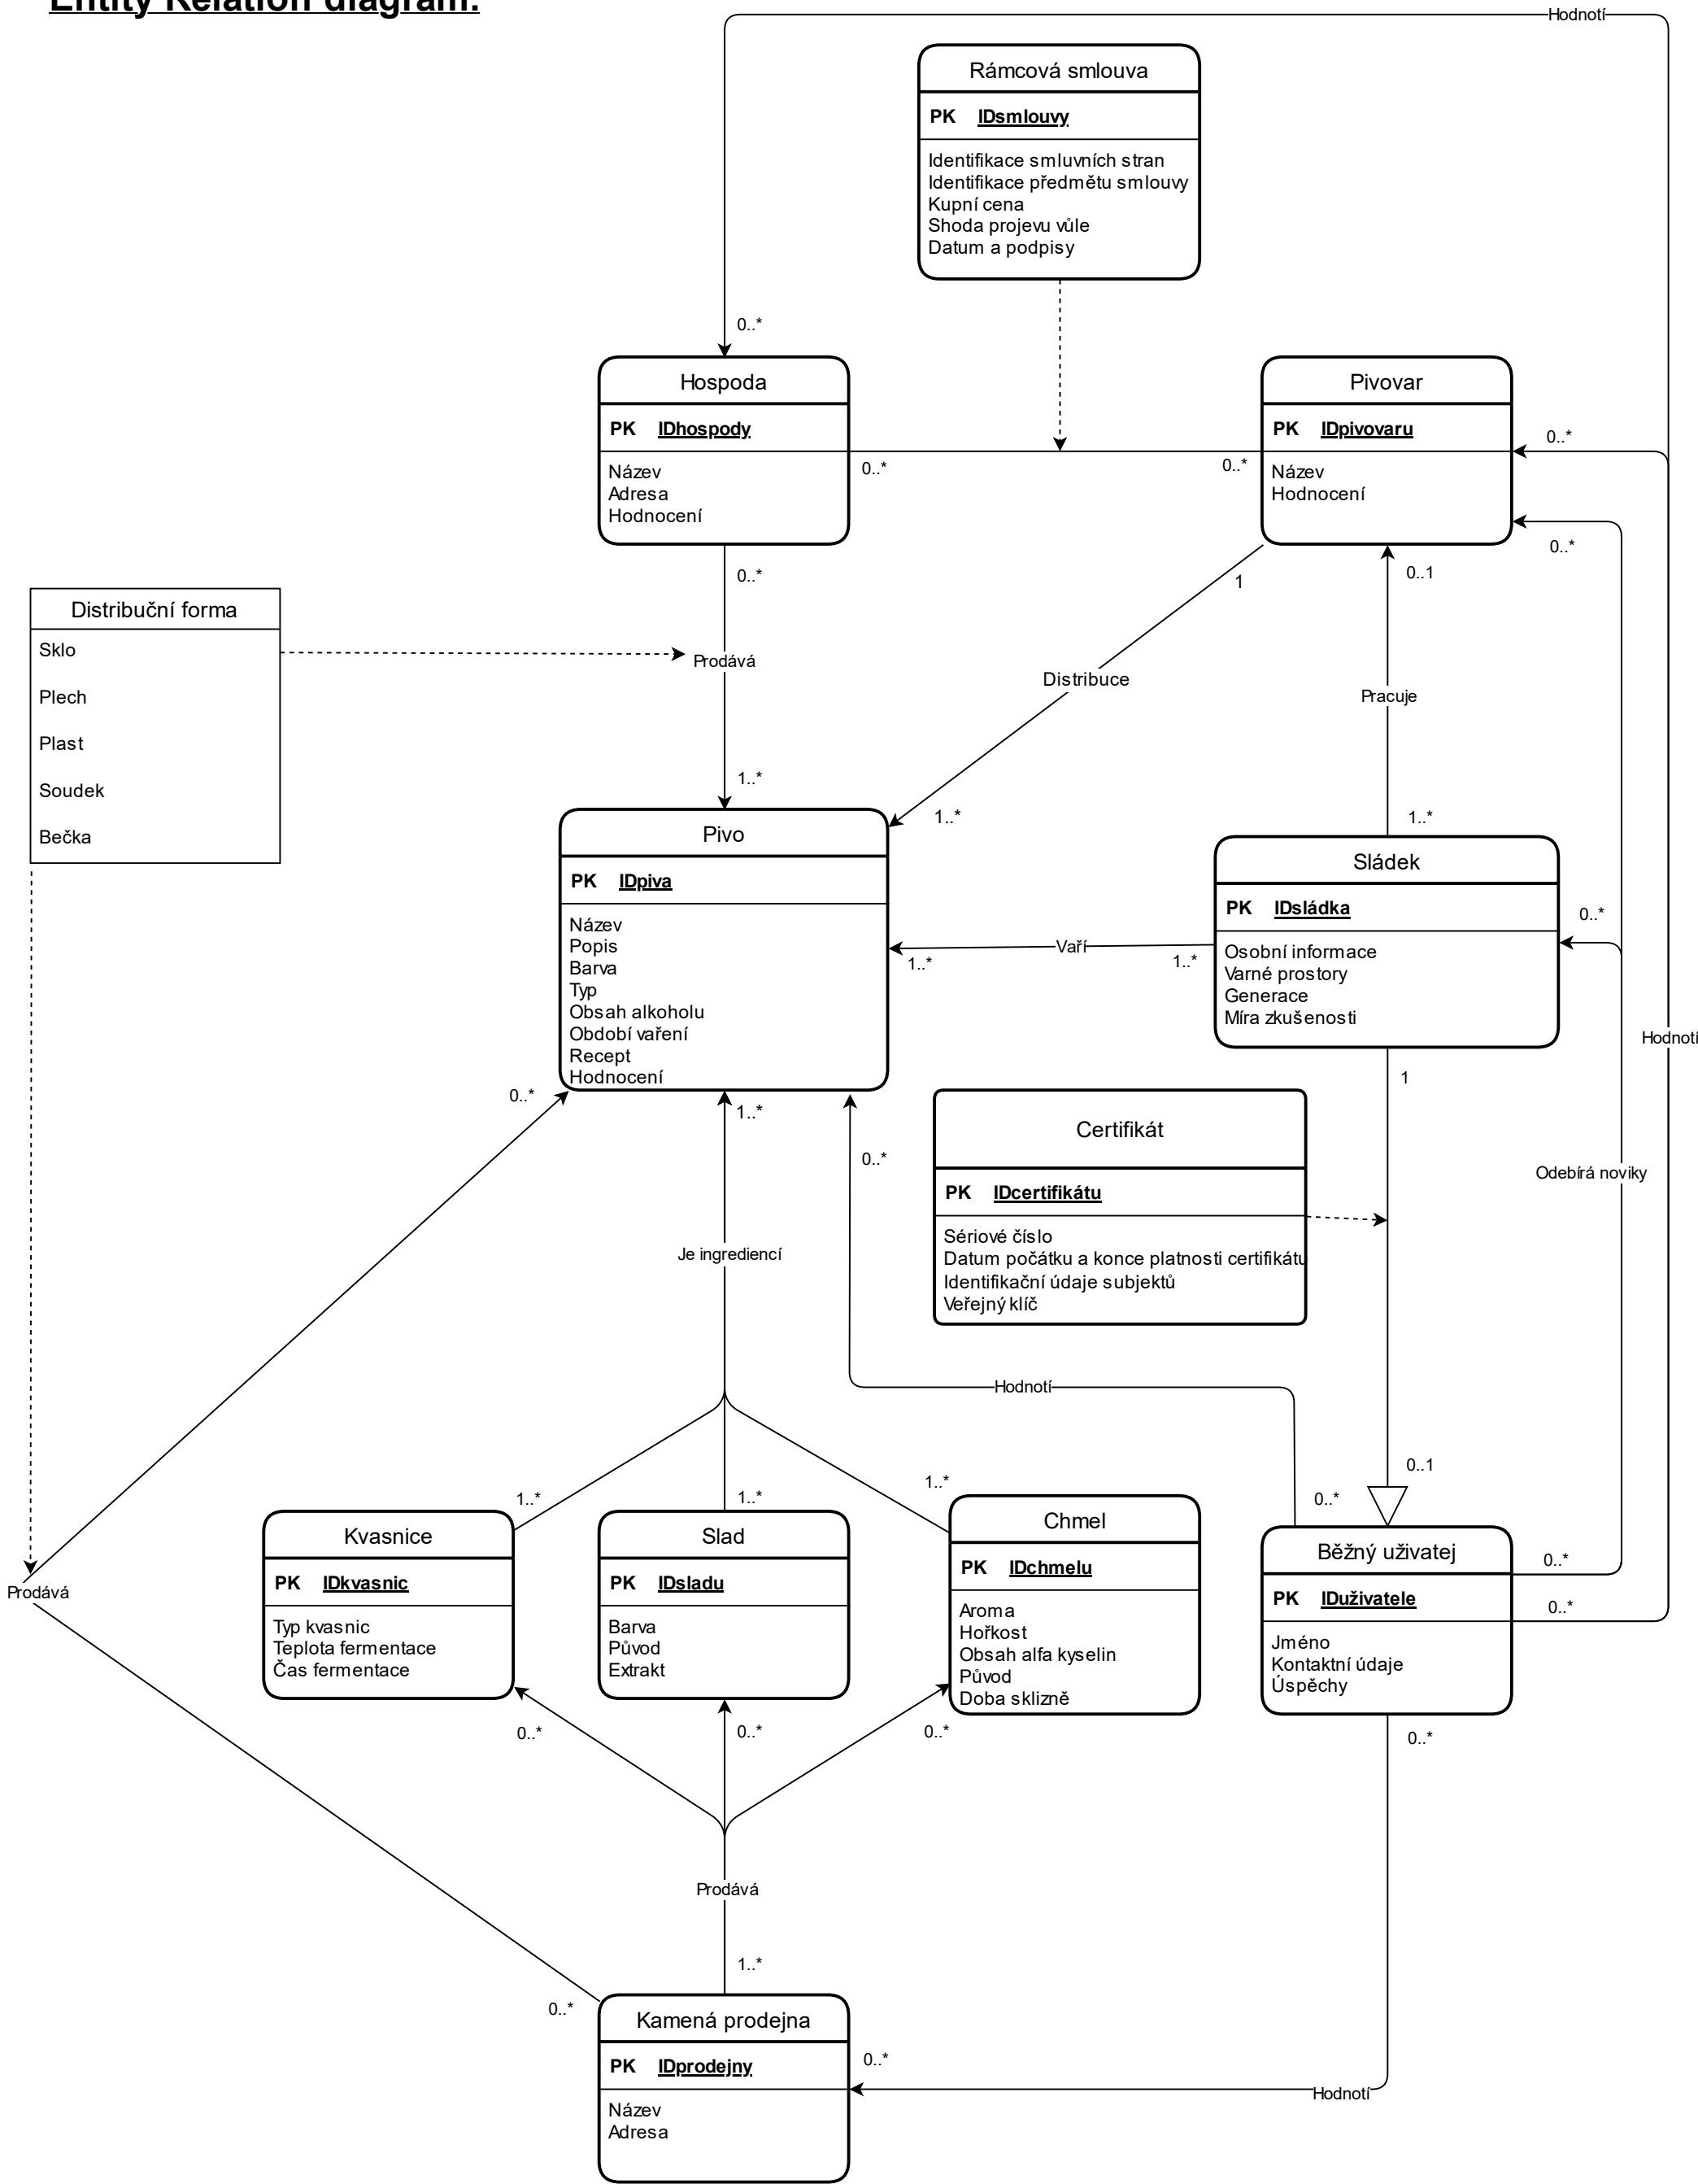 Entity Relation diagram:
Hodnotí
Rámcová smlouva
PK IDsmlouvy
Identifikace smluvních stran
Identifikace předmětu smlouvy
Kupní cena
Shoda projevu vůle
Datum a podpisy
0..*
Hospoda
PK IDhospody
Název
Adresa
Hodnocení
0..*
0..*
Pivovar
PK IDpivovaru
Název
Hodnocení
0..*
0..*
0..*
1
0..1
Distribuční forma
Sklo
Plech
Plast
Soudek
Bečka
Prodává
Distribuce
Pracuje
1..*
1..*
1..*
Pivo
PK IDpiva
Název
Popis
Barva
Typ
Obsah alkoholu
Období vaření
Recept
Hodnocení
Vaří
1..*
1..*
Sládek
PK IDsládka
Osobní informace
Varné prostory
Generace
Míra zkušenosti
0..*
Hodnotí
0..*
1..*
0..*
1
Certifikát
PK IDcertifikátu
Sériové číslo
Datum počátku a konce platnosti certifikátu
Identifikační údaje subjektů
Veřejný klíč
Odebírá noviky
Je ingrediencí
Hodnotí
0..1
1..*
1..*
1..*
0..*
Kvasnice
PK IDkvasnic
Typ kvasnic
Teplota fermentace
Čas fermentace
Slad
PK IDsladu
Barva
Původ
Extrakt
Chmel
PK IDchmelu
Aroma
Hořkost
Obsah alfa kyselin
Původ
Doba sklizně
Běžný uživatej
PK IDuživatele
Jméno
Kontaktní údaje
Úspěchy
0..*
0..*
Prodává
0..*
0..*
0..*
0..*
Prodává
1..*
0..*
Kamená prodejna
PK IDprodejny
Název
Adresa
0..*
Hodnotí